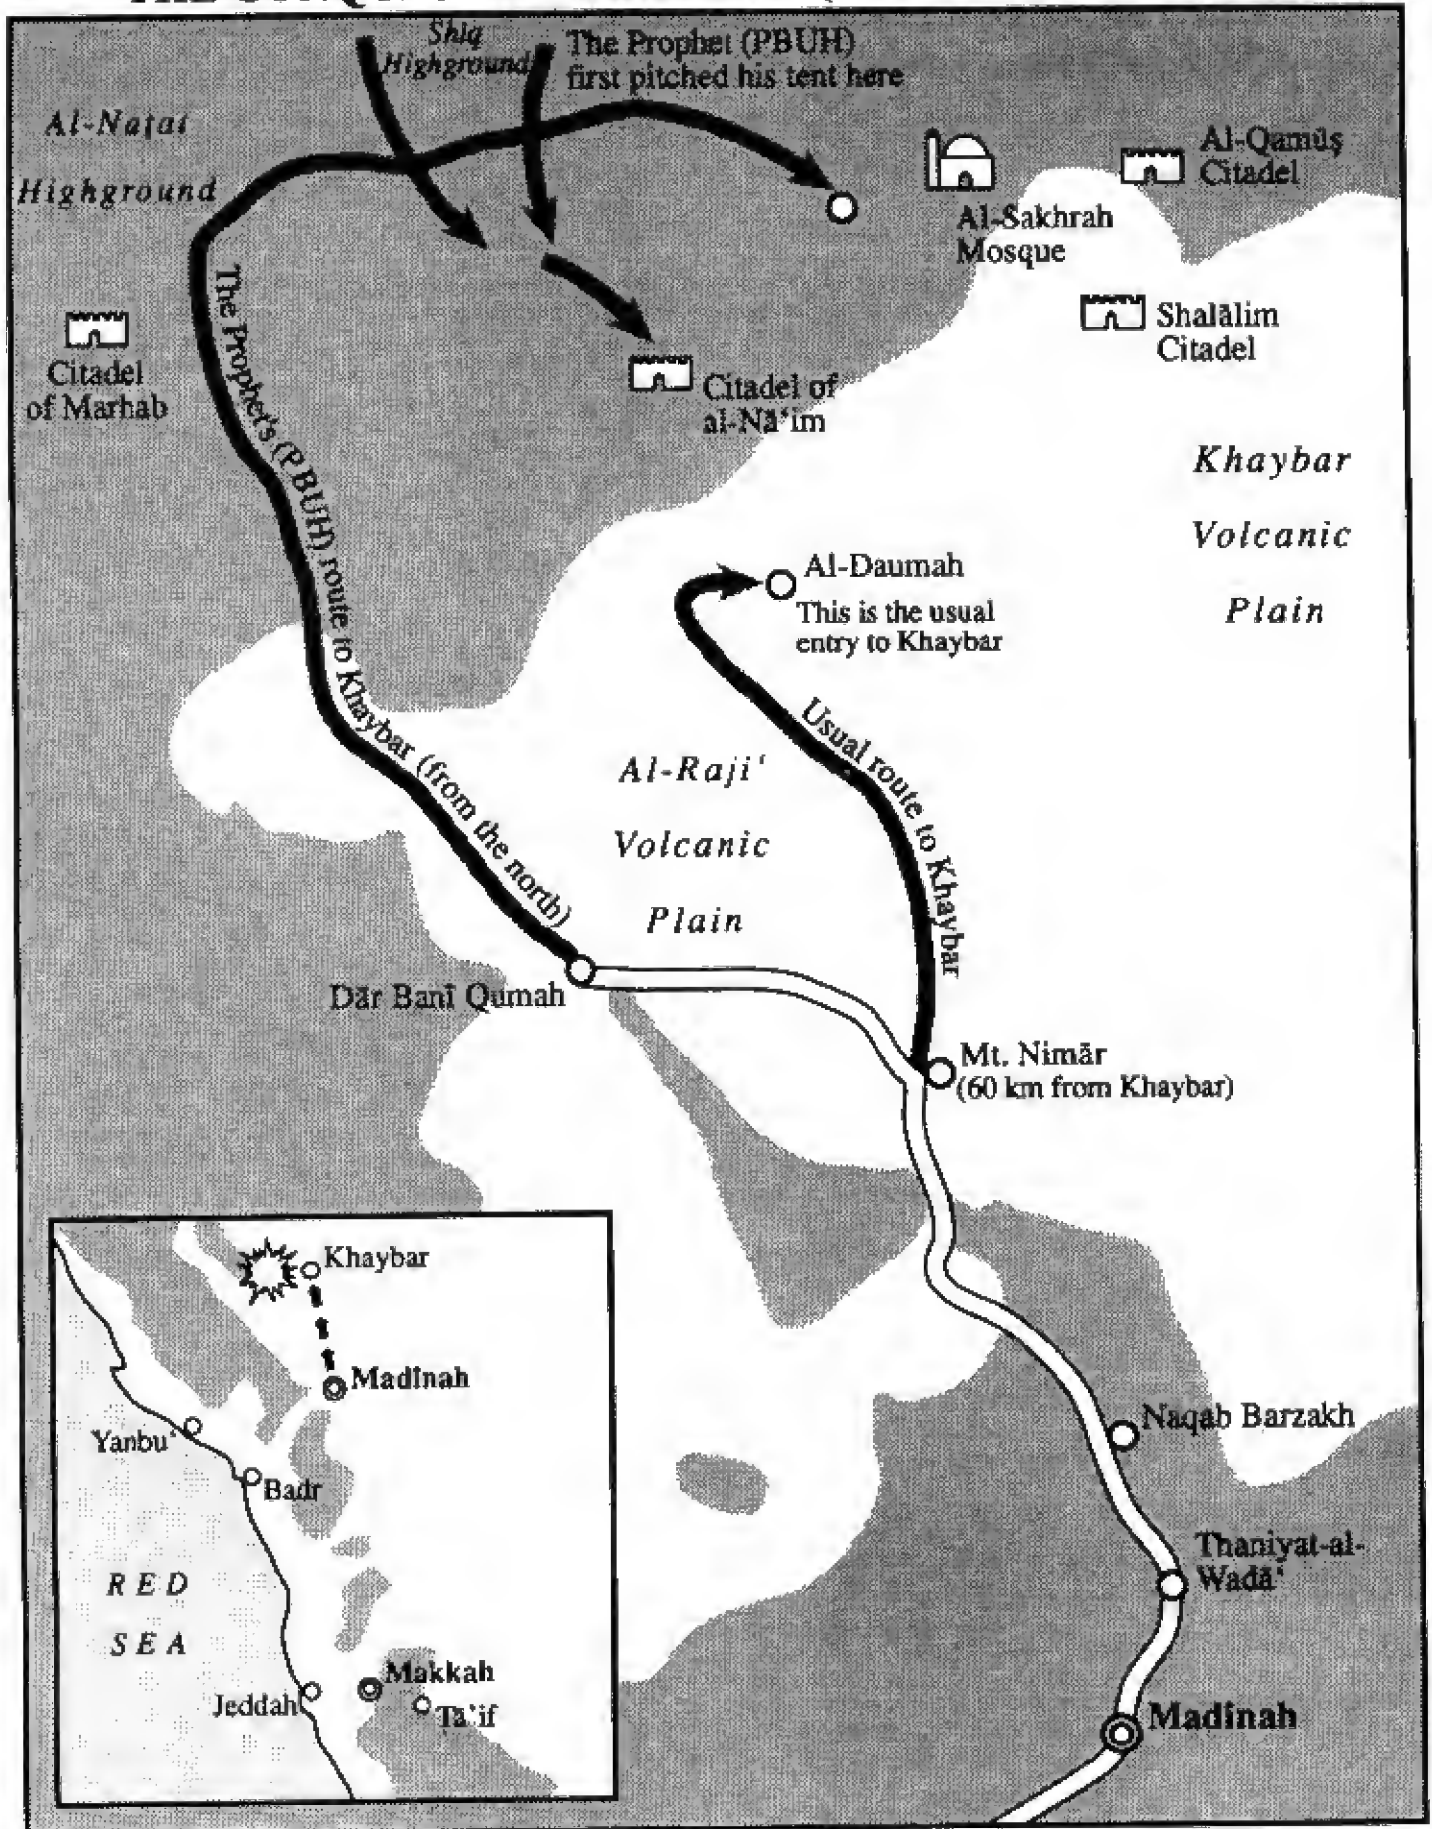 Shiq
Highground
The Prophet (PBUH)
first pitched his tent here
Al-Naṭat
Highground
Al-Qamūṣ
Citadel
Al-Sakhrah
Mosque
Shalālim
Citadel
Citadel
of Marhab
Citadel of
al-Nā‘im
The Prophet's (PBUH) route to Khaybar (from the north)
Khaybar
Volcanic
Plain
Al-Daumah
This is the usual
entry to Khaybar
Usual route to Khaybar
Al-Raji‘
Volcanic
Plain
Dār Banī Qumah
Mt. Nimār
(60 km from Khaybar)
Naqab Barzakh
Thaniyat-al-
Wadā‘
Madīnah
Khaybar
Madīnah
Yanbu‘
Badr
RED
SEA
Jeddah
Makkah
Ṭā’if